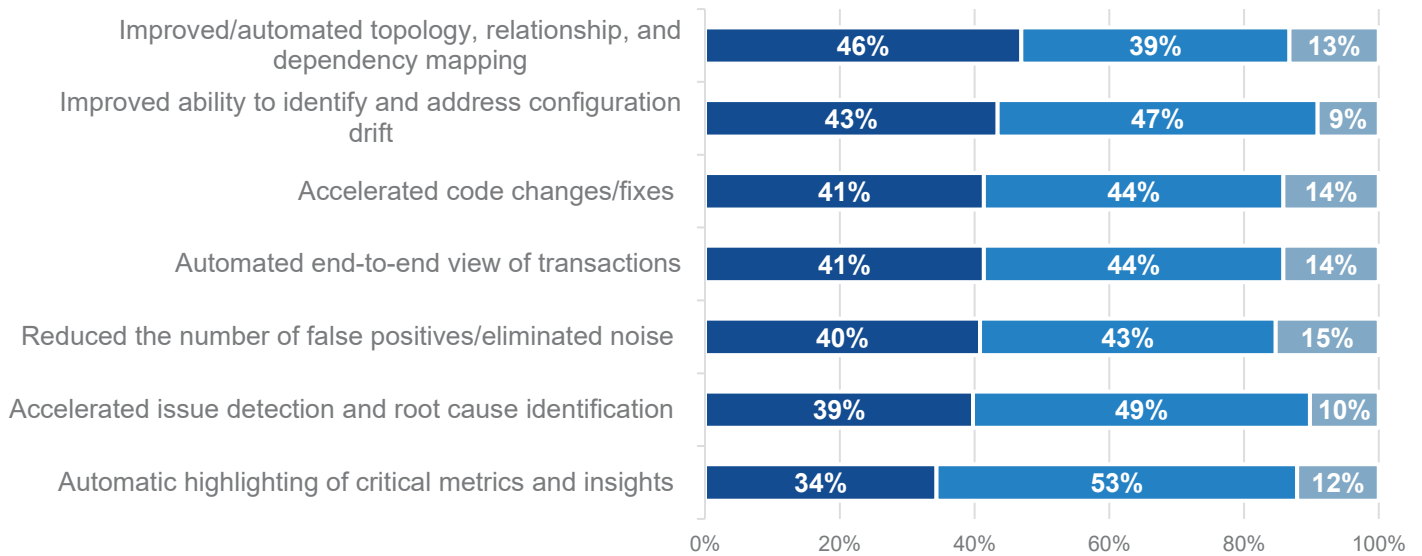 Improved/automated topology, relationship, and
dependency mapping
46% 39% 13%
Improved ability to identify and address configuration
drift
43% 47% 9%
Accelerated code changes/fixes
41% 44% 14%
Automated end-to-end view of transactions
41% 44% 14%
Reduced the number of false positives/eliminated noise
40% 43% 15%
Accelerated issue detection and root cause identification
39% 49% 10%
Automatic highlighting of critical metrics and insights
34% 53% 12%
0% 20% 40% 60% 80% 100%